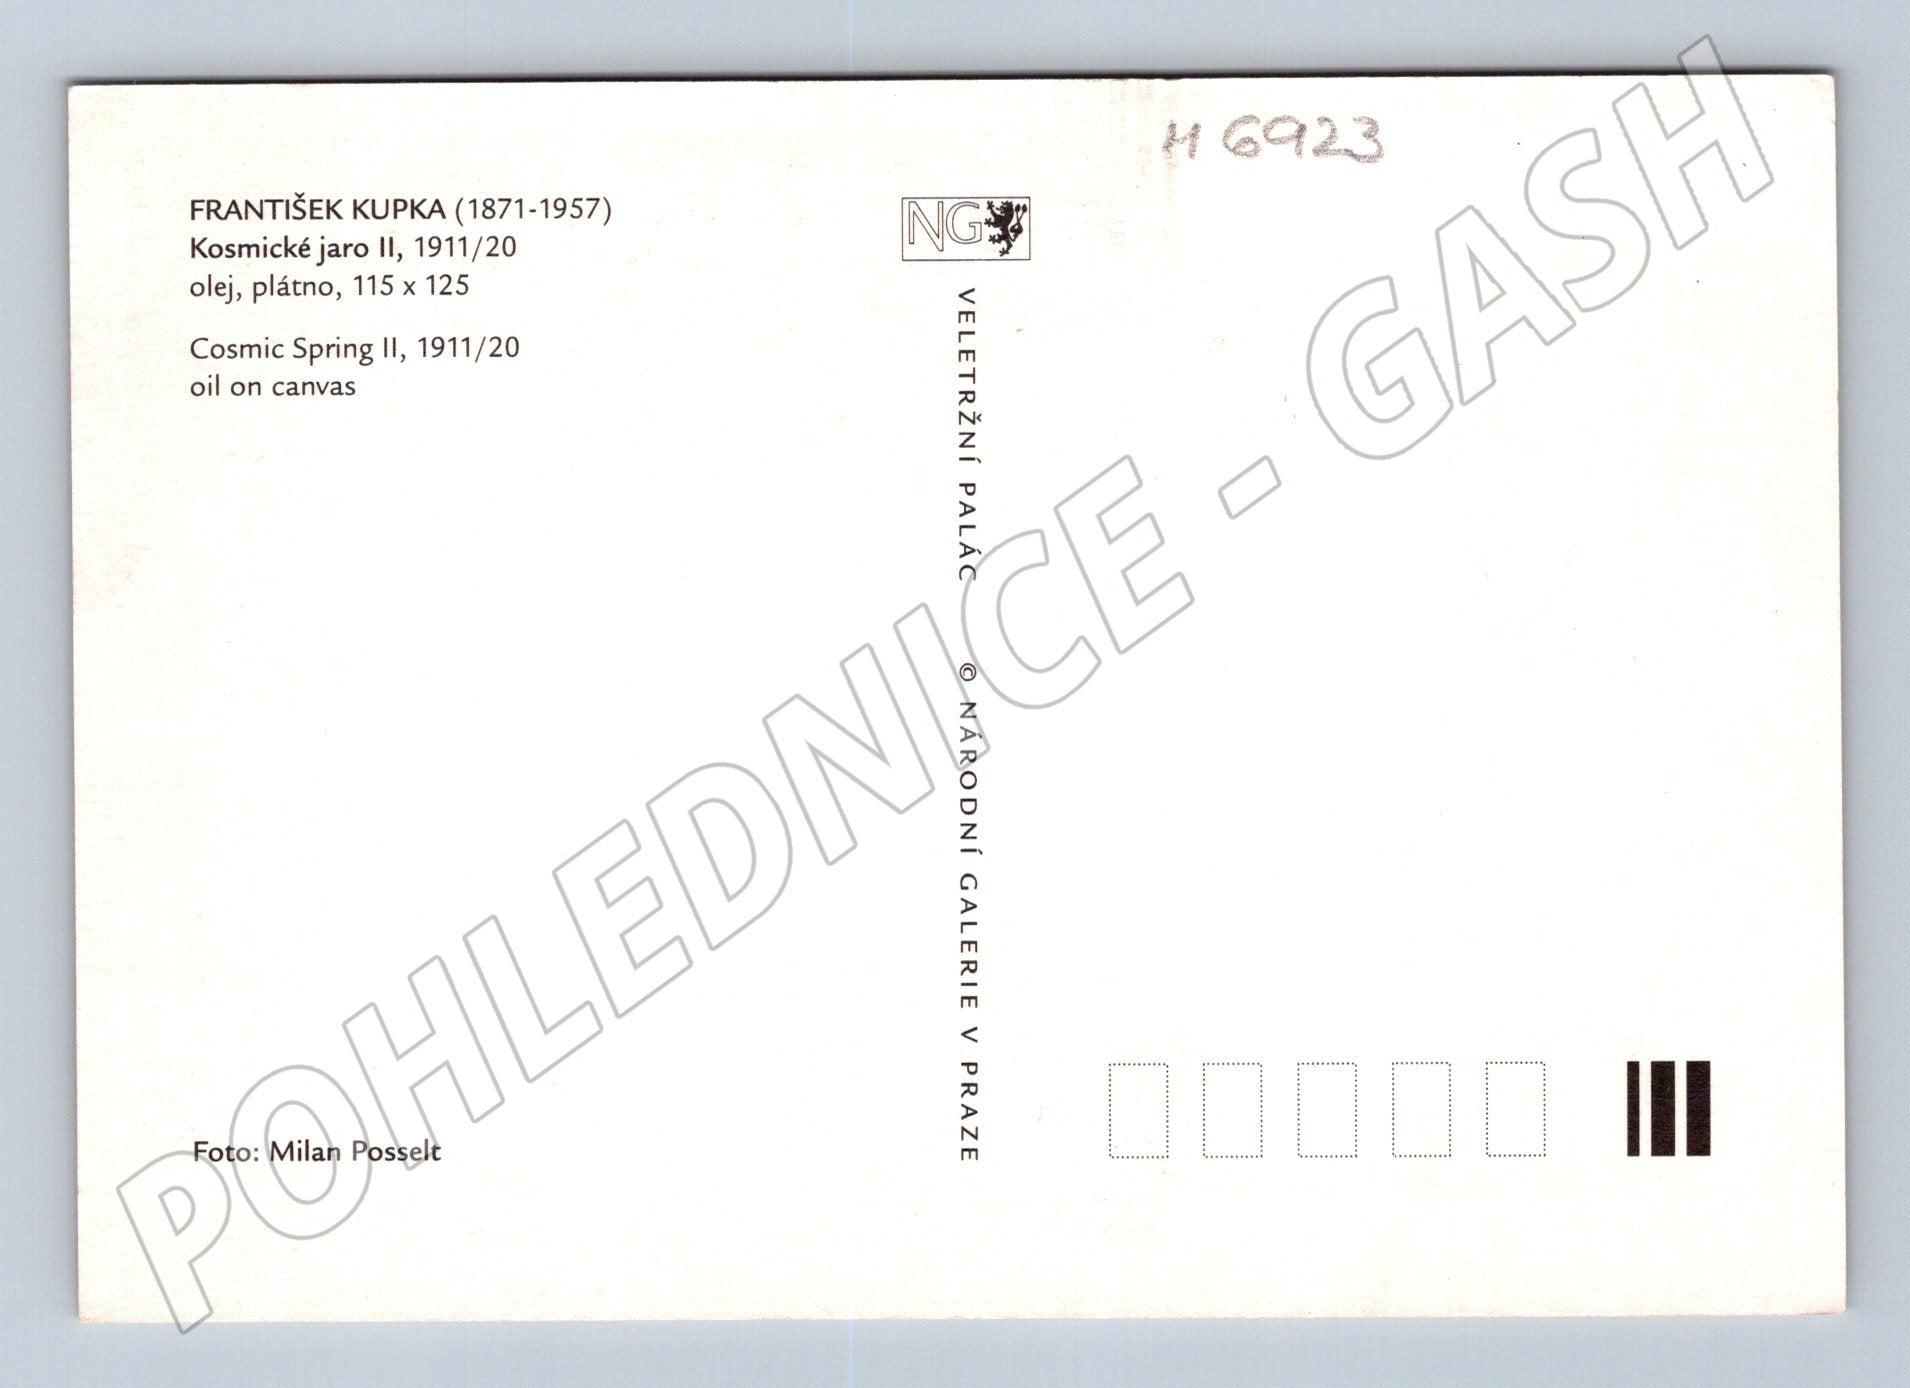 H 6923
FRANTIŠEK KUPKA (1871-1957)
Kosmické jaro II, 1911/20
olej, plátno, 115 x 125
Cosmic Spring II, 1911/20
oil on canvas
Foto: Milan Posselt
NG
VELETRŽNÍ PALÁC © NÁRODNÍ GALERIE V PRAZE
POHLEDNICE - GASH